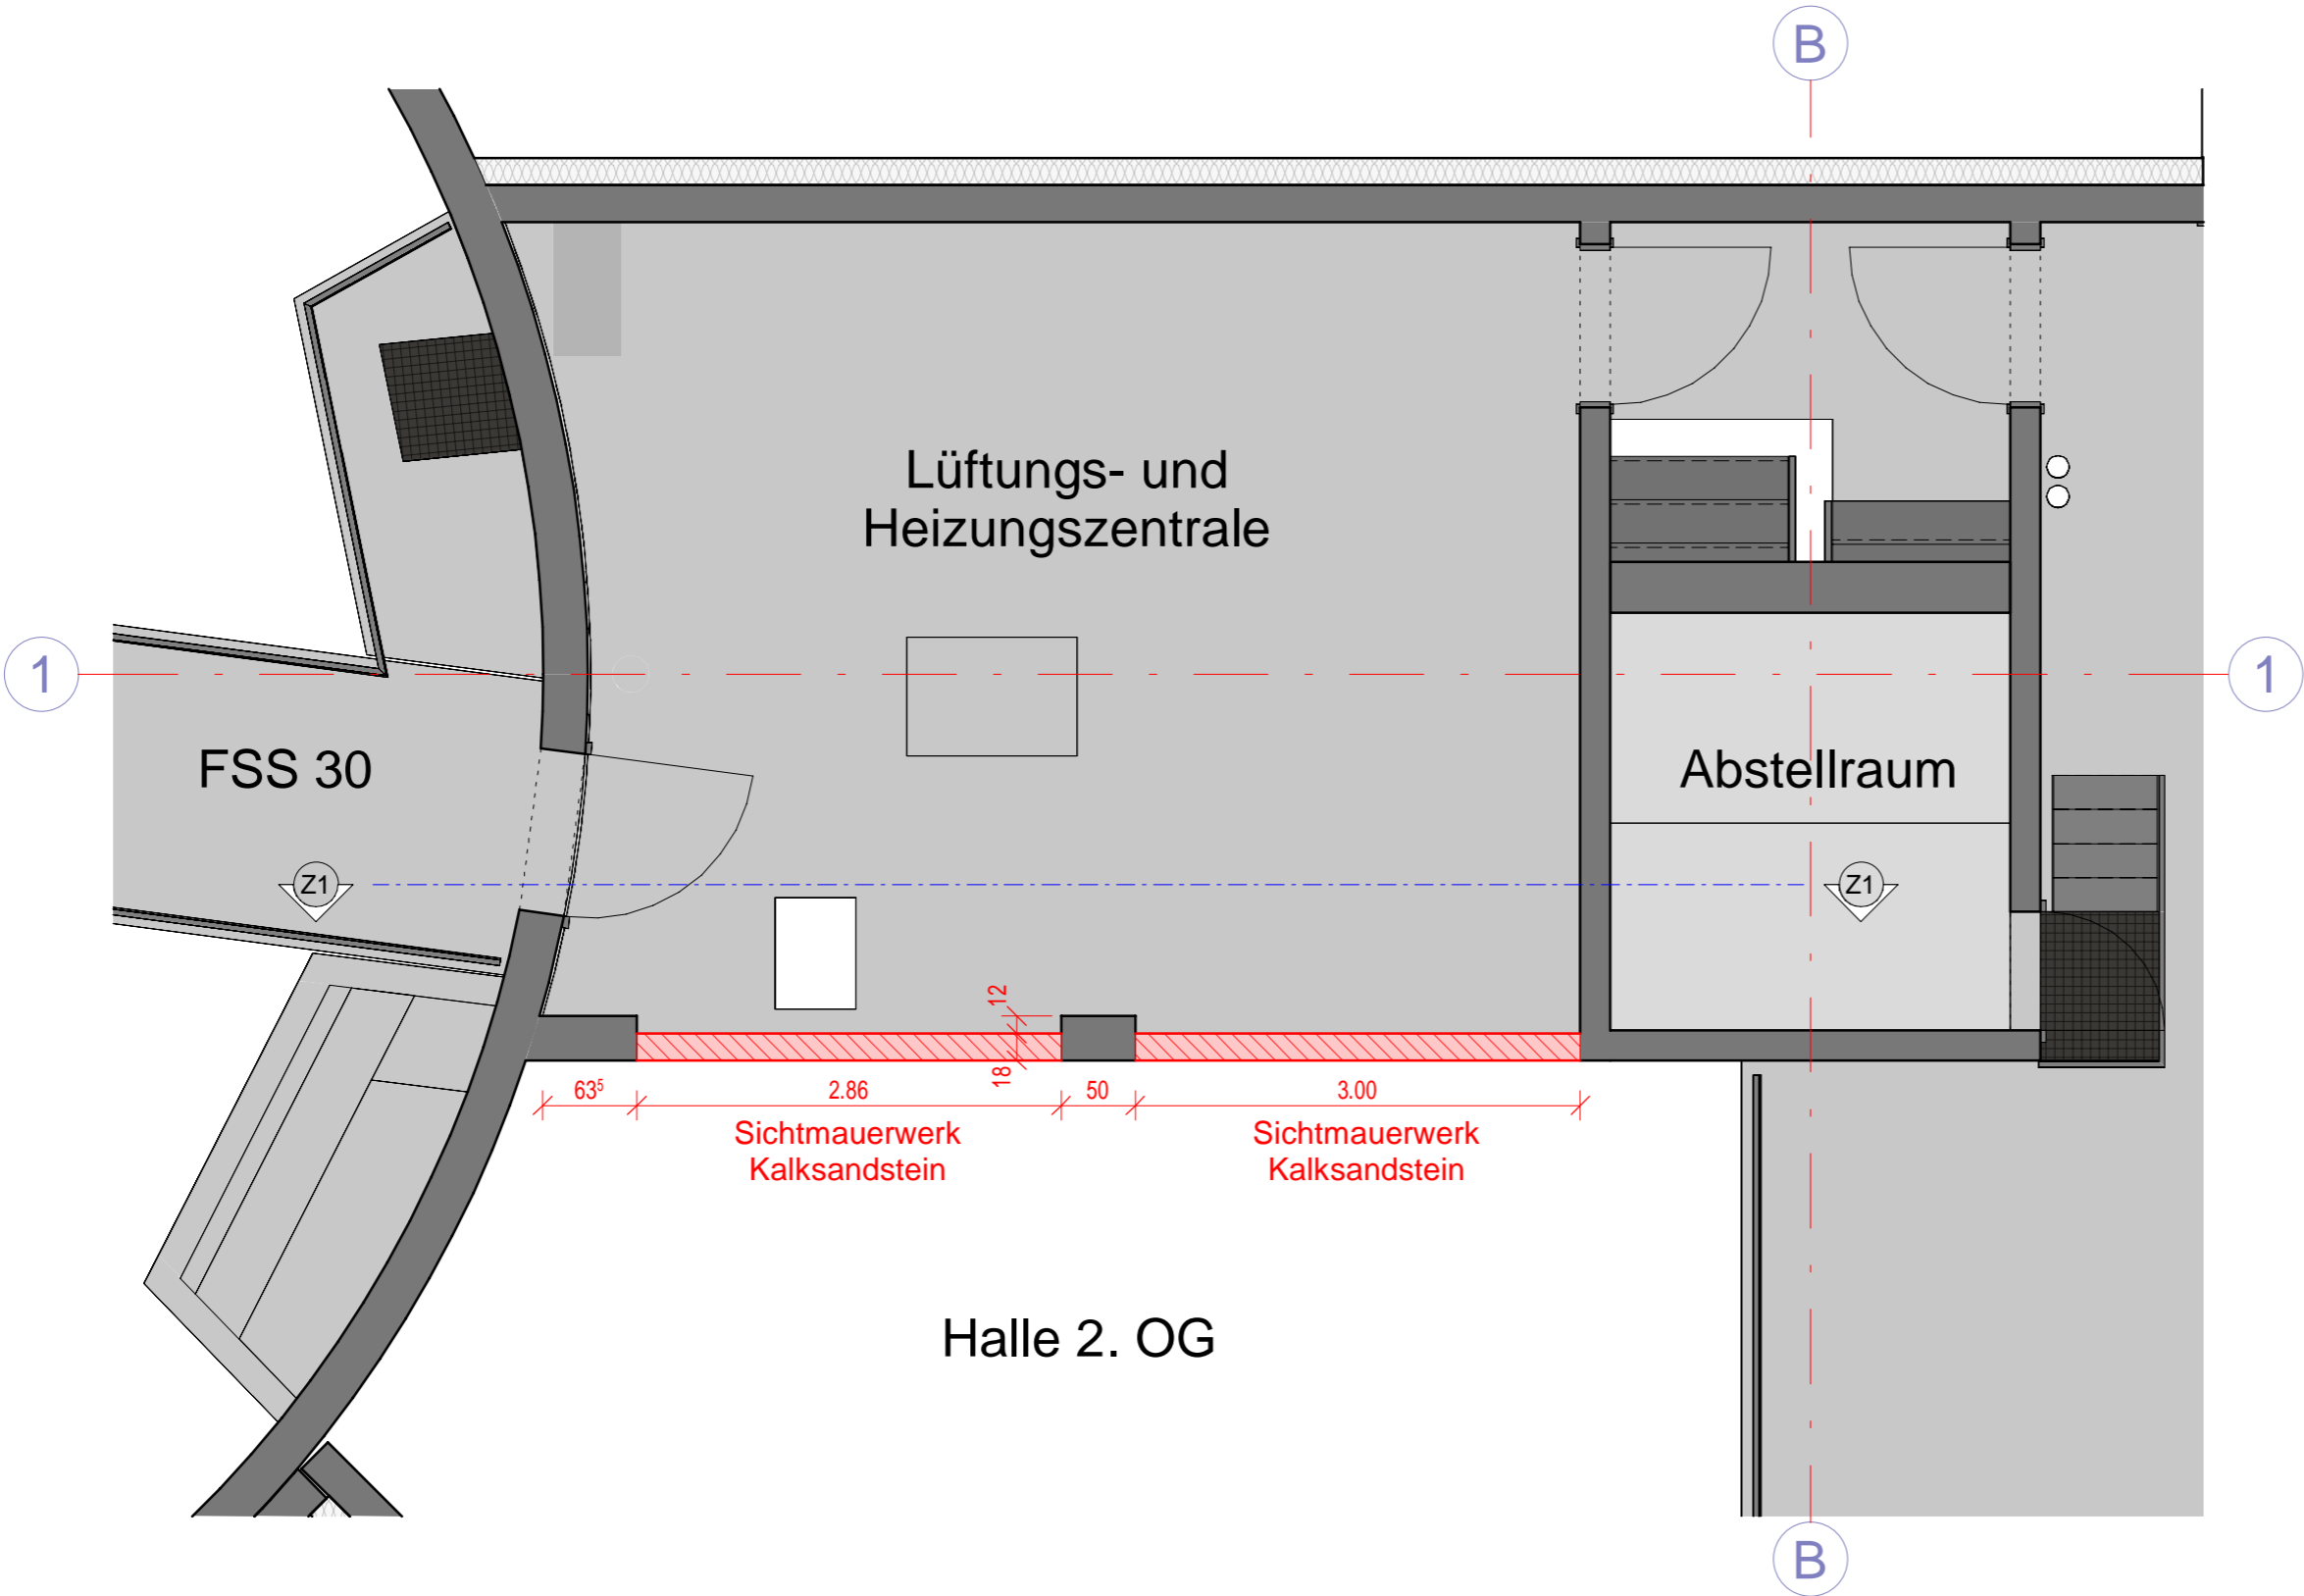 B
Lüftungs- und
Heizungszentrale
1
1
FSS 30
Abstellraum
Z1
Z1
12
18
63⁵
2.86
50
3.00
Sichtmauerwerk
Kalksandstein
Sichtmauerwerk
Kalksandstein
Halle 2. OG
B